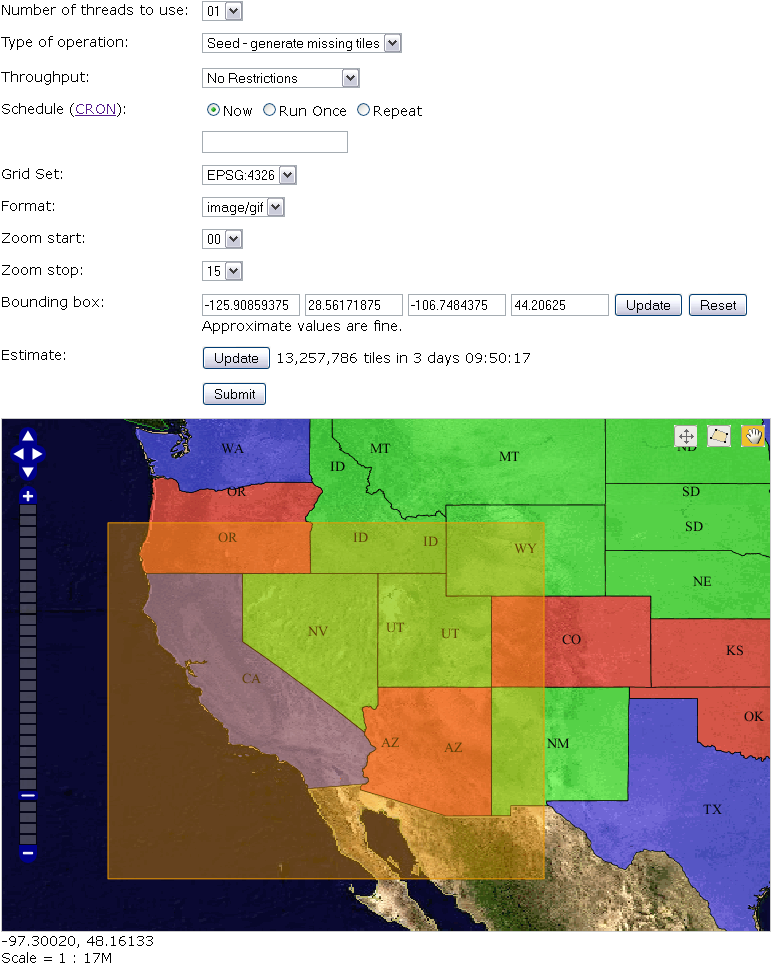 Number of threads to use: 01
Type of operation: Seed - generate missing tiles
Throughput: No Restrictions
Schedule (CRON): Now Run Once Repeat
Grid Set: EPSG:4326
Format: image/gif
Zoom start: 00
Zoom stop: 15
Bounding box: -125.90859375 28.56171875 -106.7484375 44.20625 Update Reset
Approximate values are fine.
Estimate: Update 13,257,786 tiles in 3 days 09:50:17
Submit
WA MT ND
ID MT
OR SD
OR ID ID WY SD
NE
NV UT UT CO KS
CA
AZ AZ NM OK
TX
-97.30020, 48.16133
Scale = 1 : 17M